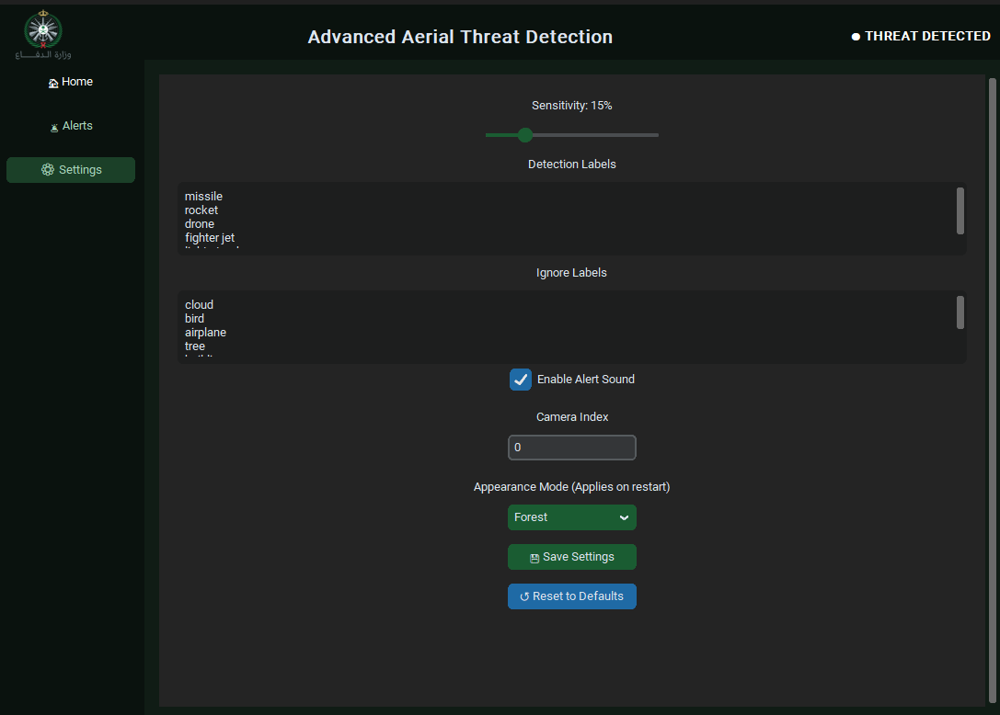 وزارة الدفاع
Advanced Aerial Threat Detection
THREAT DETECTED
Home
Alerts
Settings
Sensitivity: 15%
Detection Labels
missile
rocket
drone
fighter jet
Ignore Labels
cloud
bird
airplane
tree
Enable Alert Sound
Camera Index
0
Appearance Mode (Applies on restart)
Forest
Save Settings
Reset to Defaults